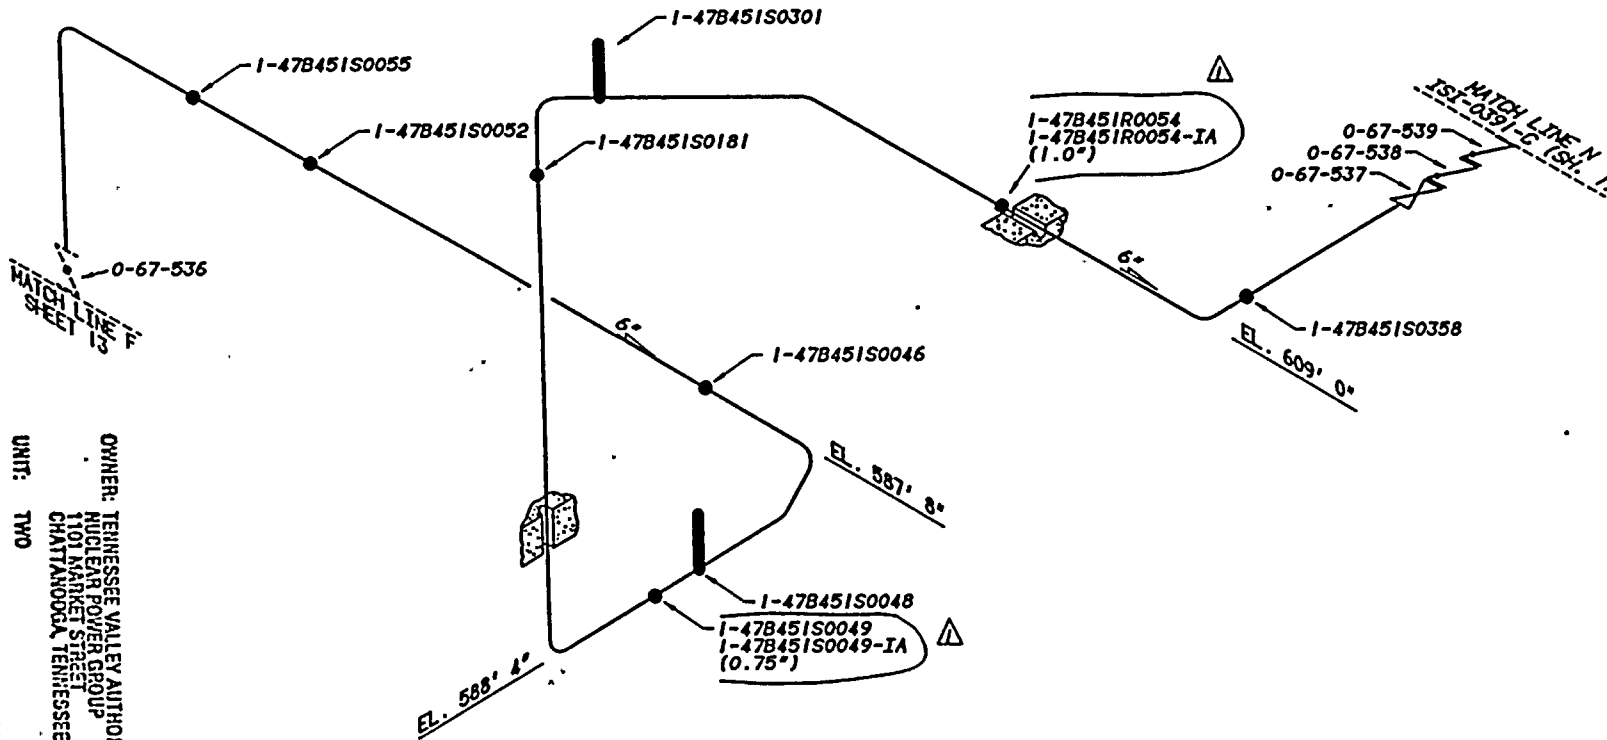 1-47B451S0301
1-47B451S0055
1-47B451S0052
1-47B451S0181
1
1-47B451R0054
1-47B451R0054-IA
(1.0")
MATCH LINE N
ISI-0391-C (SH.
0-67-539
0-67-538
0-67-537
0-67-536
MATCH LINE F
SHEET 13
6"
1-47B451S0358
EL. 609' 0"
6"
1-47B451S0046
EL. 587' 8"
1-47B451S0048
1-47B451S0049
1-47B451S0049-IA
(0.75")
1
EL. 588' 4"
OWNER: TENNESSEE VALLEY
NUCLEAR POWER GROUP
1101 MARKET STREET
CHATTANOOGA, TENNESSEE
UNIT: TWO